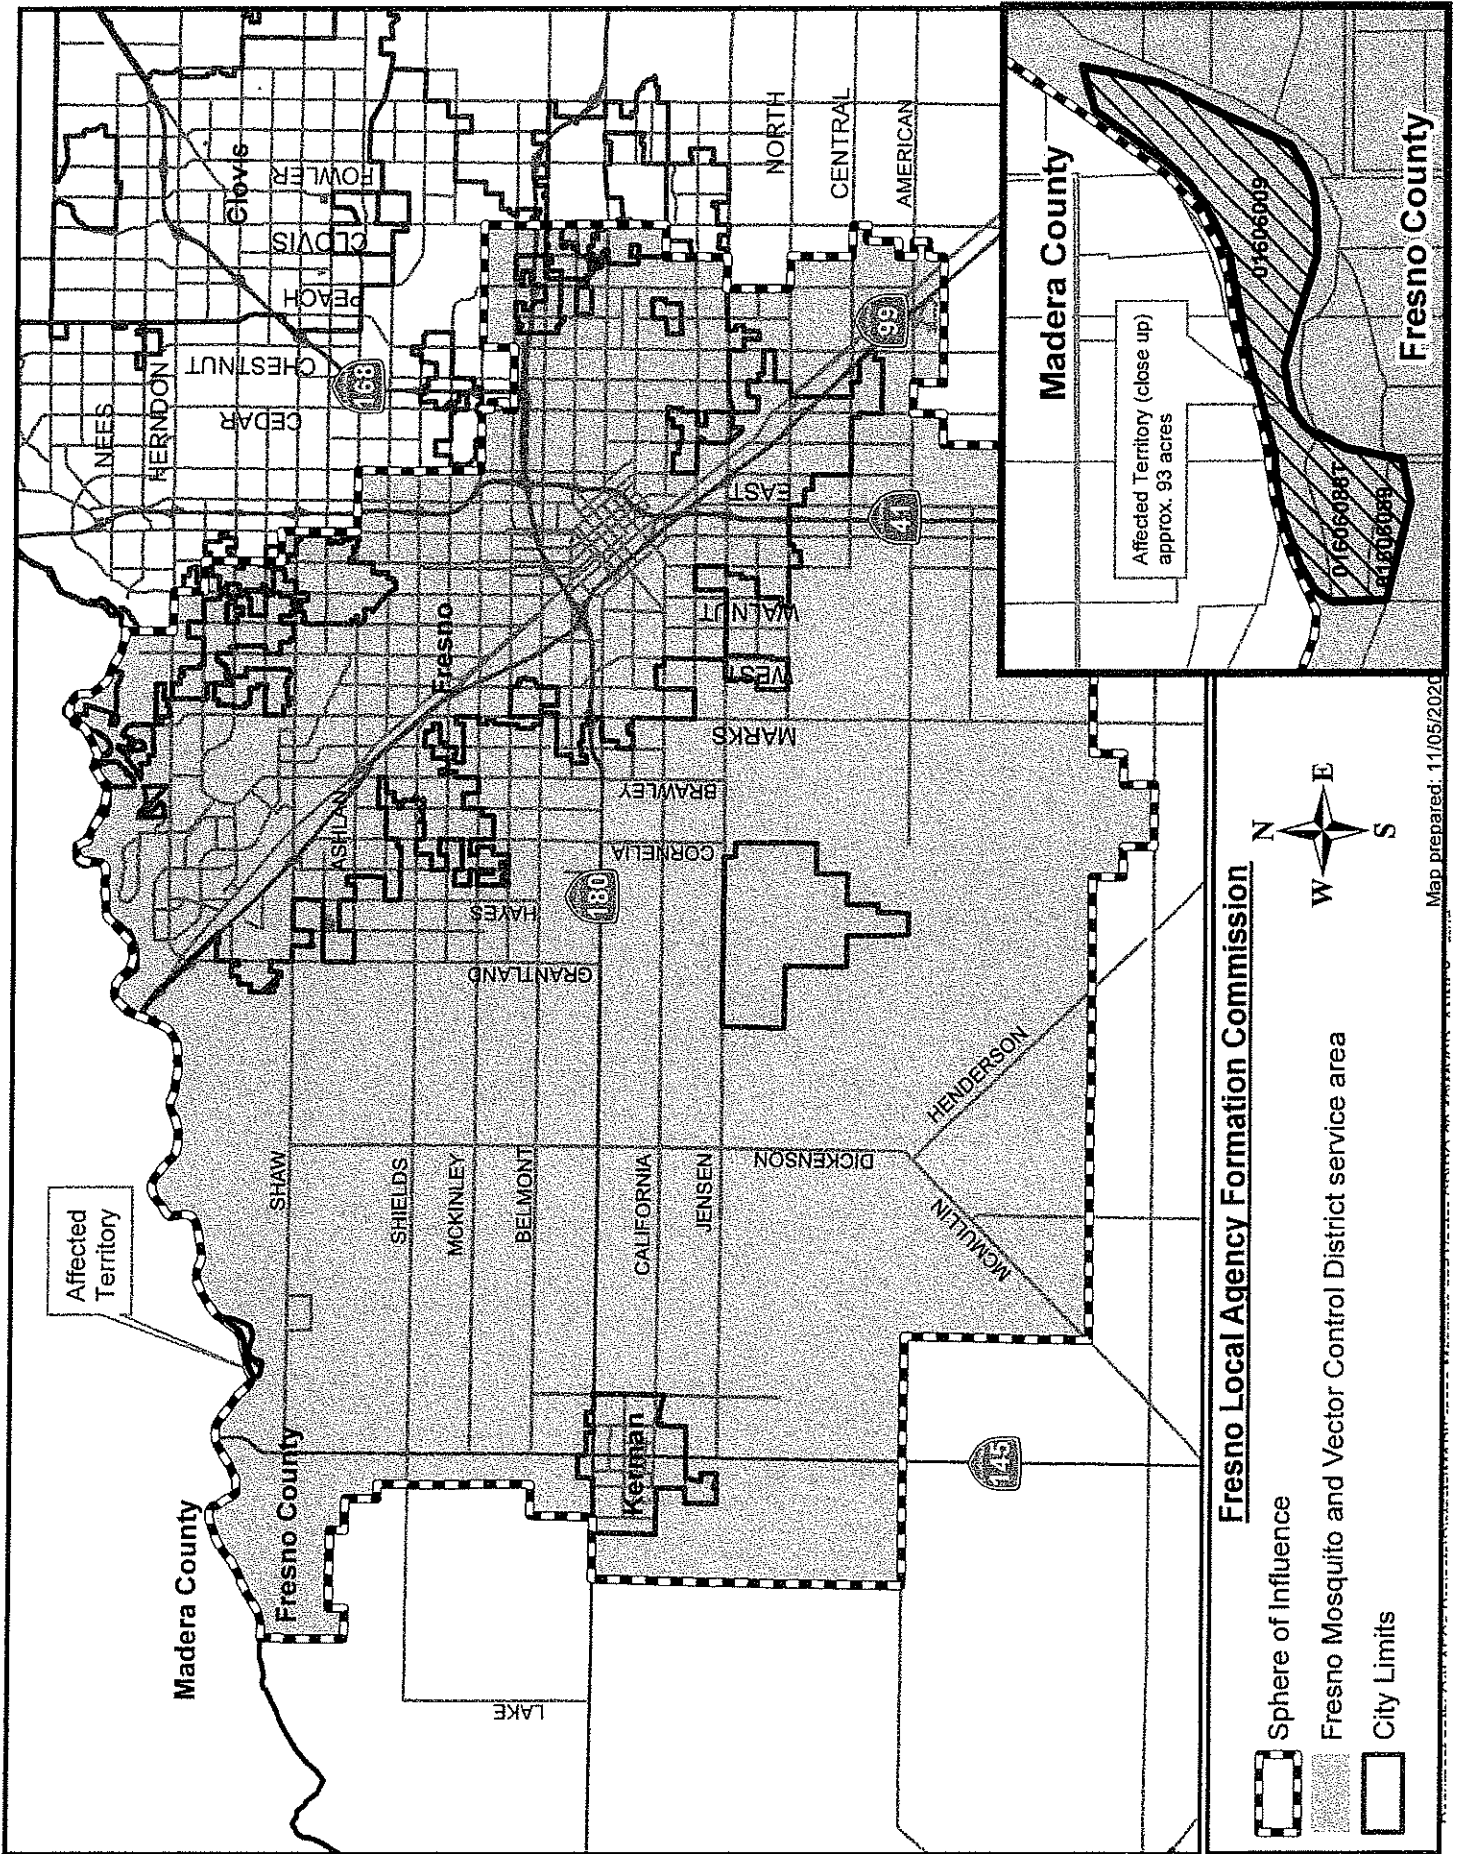 Madera County
Fresno County
Affected
Territory
LAKE
SHAW
SHIELDS
MCKINLEY
BELMONT
CALIFORNIA
JENSEN
DICKENSON
MCMULLIN
HENDERSON
Kerman
145
180
GRANTLAND
HAYES
CORNELIA
BRAWLEY
MARKS
WEST
WALNUT
EAST
ASHLAN
Fresno
41
99
168
NEES
HERNDON
CEDAR
CHESTNUT
PEACH
CLOVIS
FOWLER
Clovis
NORTH
CENTRAL
AMERICAN
Madera County
Affected Territory (close up)
approx. 93 acres
01606009
01606088T
01606089
Fresno County
Fresno Local Agency Formation Commission
Sphere of Influence
Fresno Mosquito and Vector Control District service area
City Limits
N
W
E
S
Map prepared: 11/05/2020